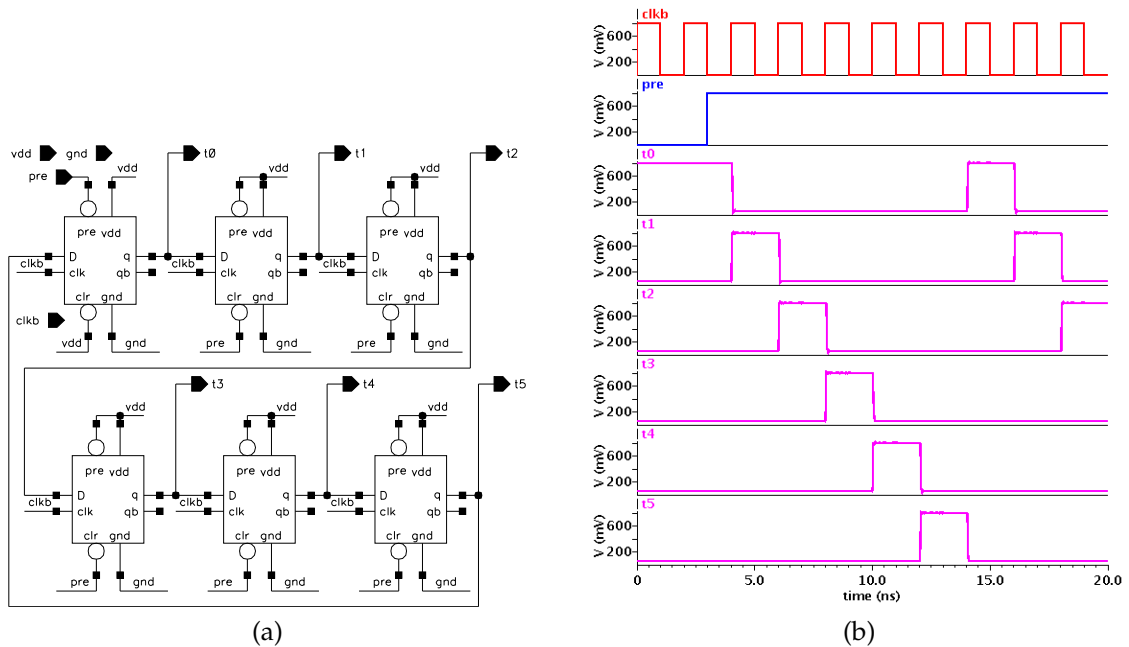 vdd gnd t0 t1 t2
pre vdd vdd vdd
pre vdd pre vdd pre vdd
D q D q D q
clkb clk qb clkb clk qb clkb clk qb
clr gnd clr gnd clr gnd
clkb
vdd gnd pre gnd pre gnd
t3 t4 t5
vdd vdd vdd
pre vdd pre vdd pre vdd
D q D q D q
clkb clk qb clkb clk qb clkb clk qb
clr gnd clr gnd clr gnd
pre gnd pre gnd pre gnd
(a)
clkb
V (mV) 600 200
pre
V (mV) 600 200
t0
V (mV) 600 200
t1
V (mV) 600 200
t2
V (mV) 600 200
t3
V (mV) 600 200
t4
V (mV) 600 200
t5
V (mV) 600 200
0 5.0 10.0 15.0 20.0
time (ns)
(b)